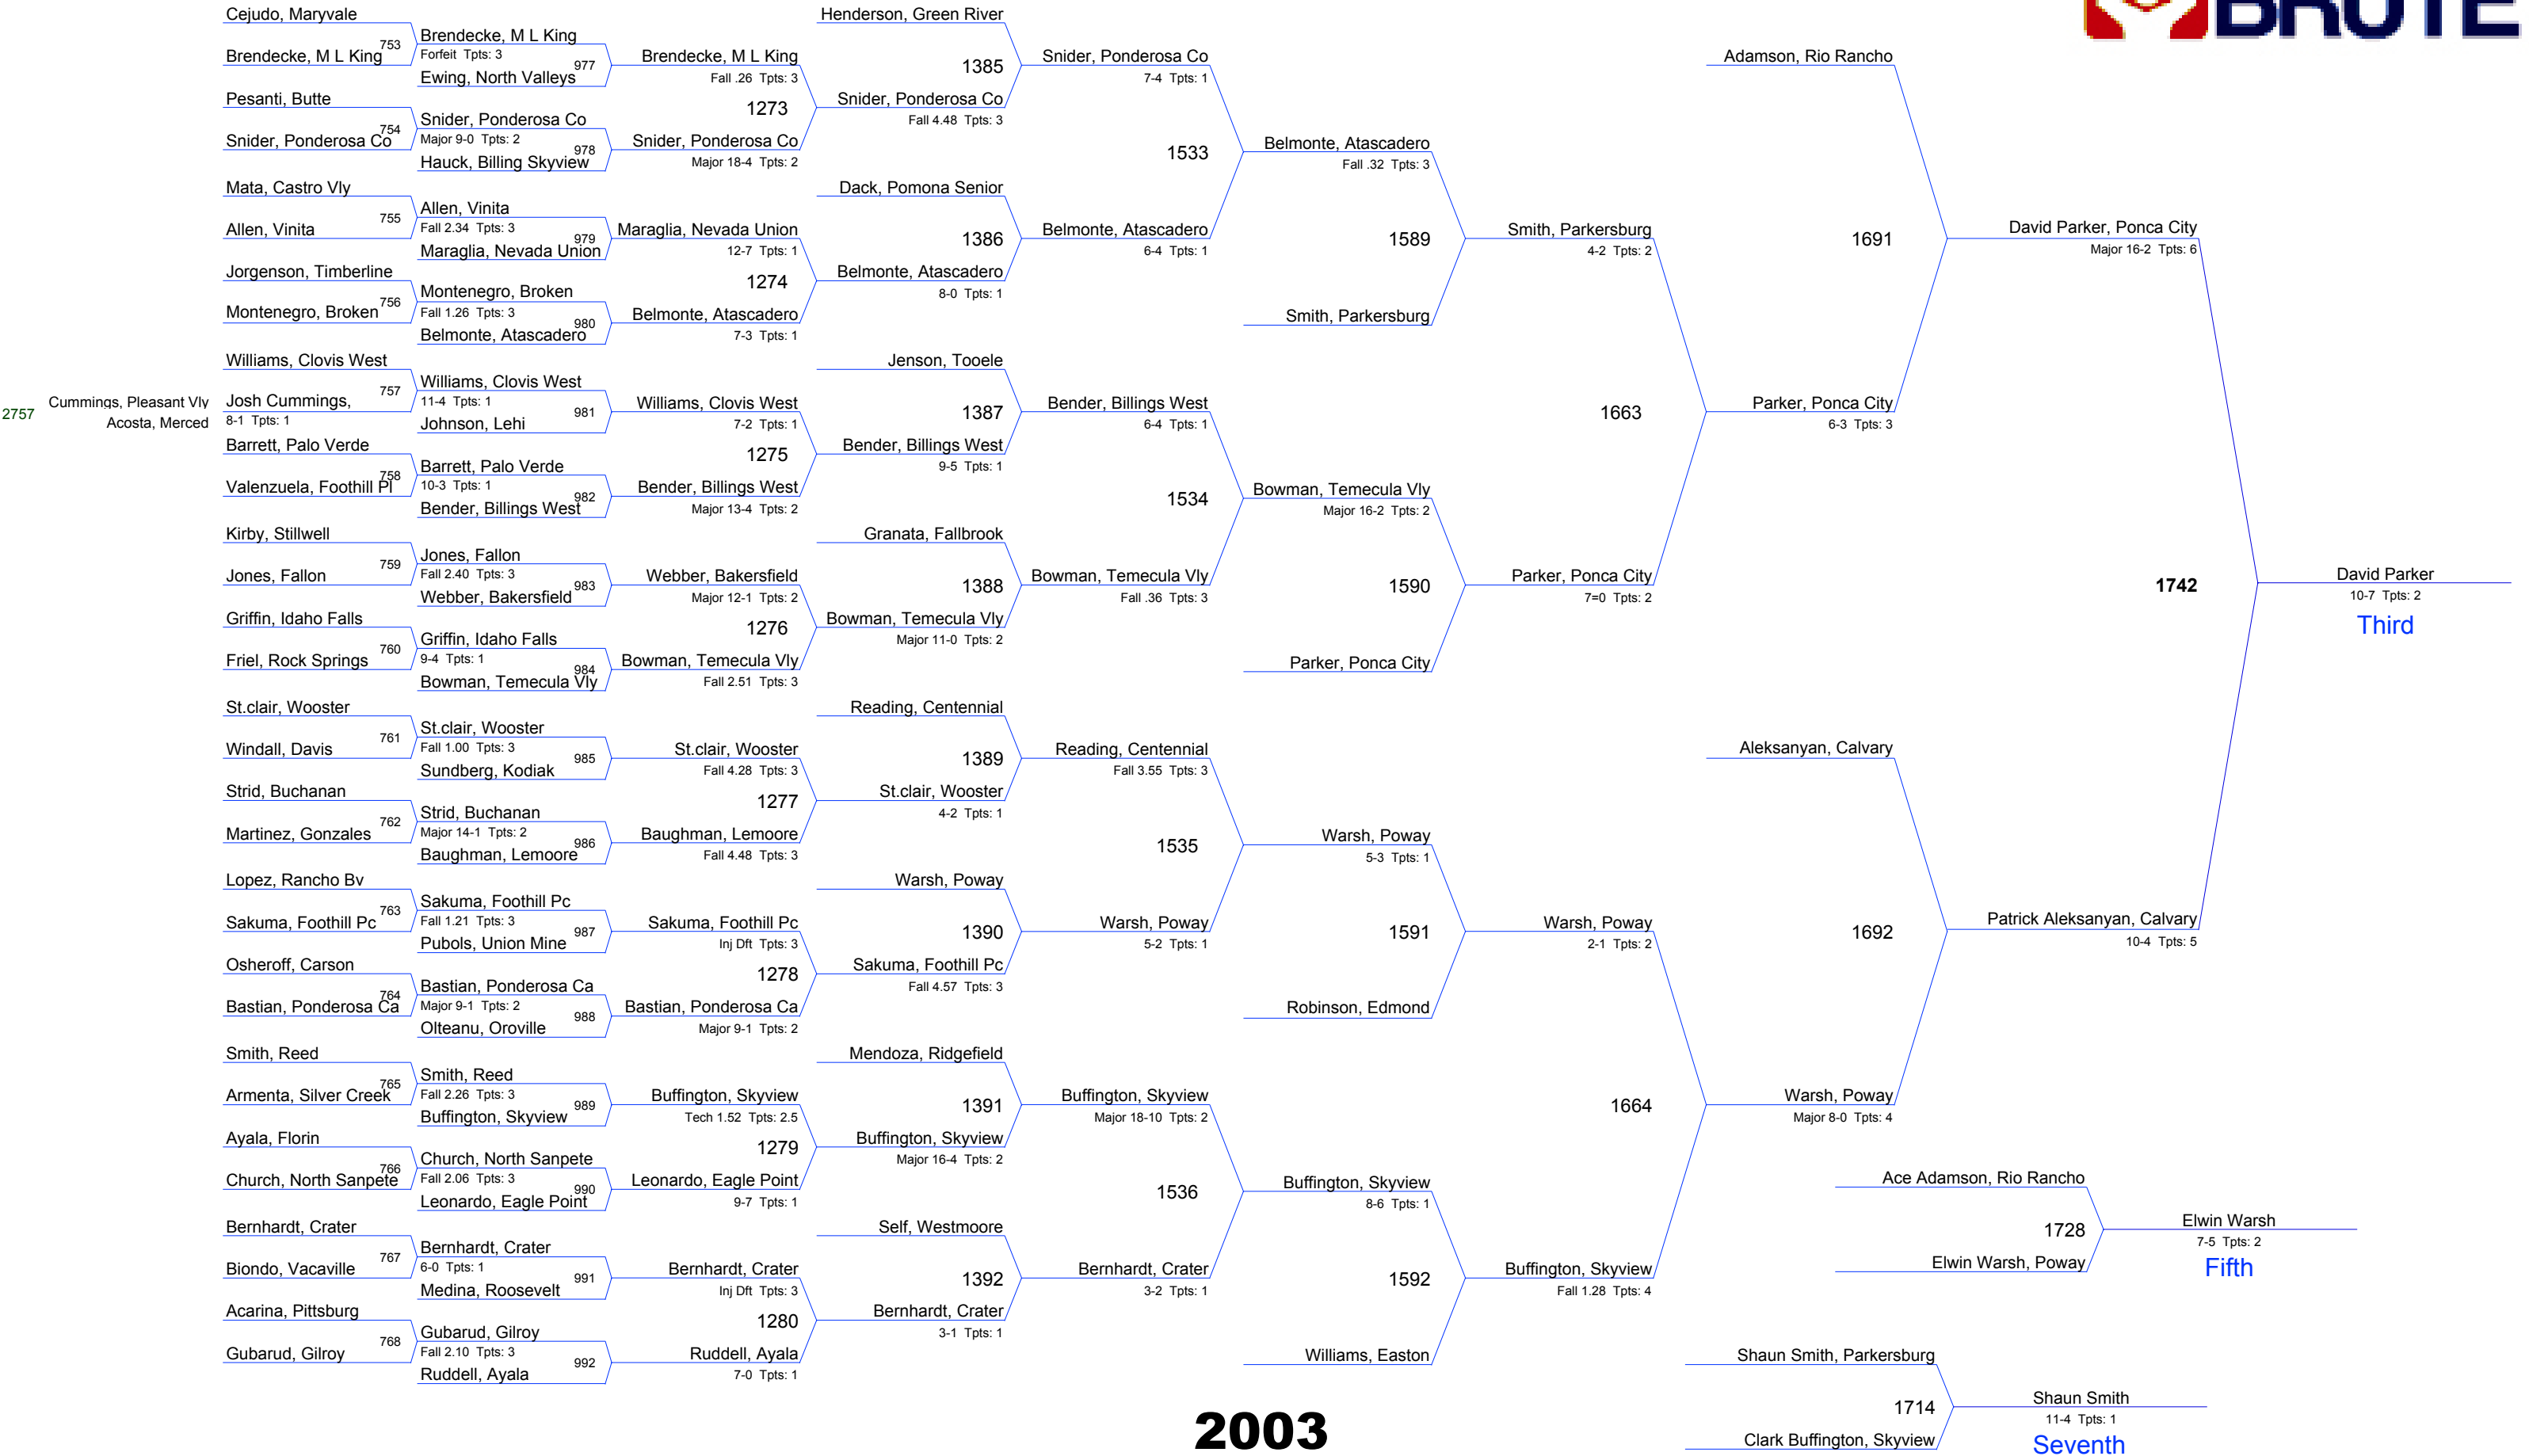 BRUTE
Cejudo, Maryvale
753
Brendecke, M L King
Pesanti, Butte
754
Snider, Ponderosa Co
Mata, Castro Vly
755
Allen, Vinita
Jorgenson, Timberline
756
Montenegro, Broken
Williams, Clovis West
757
2757
Cummings, Pleasant Vly
Acosta, Merced
Josh Cummings,
8-1 Tpts: 1
Barrett, Palo Verde
758
Valenzuela, Foothill Pl
Kirby, Stillwell
759
Jones, Fallon
Griffin, Idaho Falls
760
Friel, Rock Springs
St.clair, Wooster
761
Windall, Davis
Strid, Buchanan
762
Martinez, Gonzales
Lopez, Rancho Bv
763
Sakuma, Foothill Pc
Osheroff, Carson
764
Bastian, Ponderosa Ca
Smith, Reed
765
Armenta, Silver Creek
Ayala, Florin
766
Church, North Sanpete
Bernhardt, Crater
767
Biondo, Vacaville
Acarina, Pittsburg
768
Gubarud, Gilroy
Brendecke, M L King
Forfeit Tpts: 3
977
Ewing, North Valleys
Snider, Ponderosa Co
Major 9-0 Tpts: 2
978
Hauck, Billing Skyview
Allen, Vinita
Fall 2.34 Tpts: 3
979
Maraglia, Nevada Union
Montenegro, Broken
Fall 1.26 Tpts: 3
980
Belmonte, Atascadero
Williams, Clovis West
11-4 Tpts: 1
981
Johnson, Lehi
Barrett, Palo Verde
10-3 Tpts: 1
982
Bender, Billings West
Jones, Fallon
Fall 2.40 Tpts: 3
983
Webber, Bakersfield
Griffin, Idaho Falls
9-4 Tpts: 1
984
Bowman, Temecula Vly
St.clair, Wooster
Fall 1.00 Tpts: 3
985
Sundberg, Kodiak
Strid, Buchanan
Major 14-1 Tpts: 2
986
Baughman, Lemoore
Sakuma, Foothill Pc
Fall 1.21 Tpts: 3
987
Pubols, Union Mine
Bastian, Ponderosa Ca
Major 9-1 Tpts: 2
988
Olteanu, Oroville
Smith, Reed
Fall 2.26 Tpts: 3
989
Buffington, Skyview
Church, North Sanpete
Fall 2.06 Tpts: 3
990
Leonardo, Eagle Point
Bernhardt, Crater
6-0 Tpts: 1
991
Medina, Roosevelt
Gubarud, Gilroy
Fall 2.10 Tpts: 3
992
Ruddell, Ayala
Brendecke, M L King
Fall .26 Tpts: 3
1273
Snider, Ponderosa Co
Major 18-4 Tpts: 2
Maraglia, Nevada Union
12-7 Tpts: 1
1274
Belmonte, Atascadero
7-3 Tpts: 1
Williams, Clovis West
7-2 Tpts: 1
1275
Bender, Billings West
Major 13-4 Tpts: 2
Webber, Bakersfield
Major 12-1 Tpts: 2
1276
Bowman, Temecula Vly
Fall 2.51 Tpts: 3
St.clair, Wooster
Fall 4.28 Tpts: 3
1277
Baughman, Lemoore
Fall 4.48 Tpts: 3
Sakuma, Foothill Pc
Inj Dft Tpts: 3
1278
Bastian, Ponderosa Ca
Major 9-1 Tpts: 2
Buffington, Skyview
Tech 1.52 Tpts: 2.5
1279
Leonardo, Eagle Point
9-7 Tpts: 1
Bernhardt, Crater
Inj Dft Tpts: 3
1280
Ruddell, Ayala
7-0 Tpts: 1
Henderson, Green River
1385
Snider, Ponderosa Co
Fall 4.48 Tpts: 3
Dack, Pomona Senior
1386
Belmonte, Atascadero
8-0 Tpts: 1
Jenson, Tooele
1387
Bender, Billings West
9-5 Tpts: 1
Granata, Fallbrook
1388
Bowman, Temecula Vly
Major 11-0 Tpts: 2
Reading, Centennial
1389
St.clair, Wooster
4-2 Tpts: 1
Warsh, Poway
1390
Sakuma, Foothill Pc
Fall 4.57 Tpts: 3
Mendoza, Ridgefield
1391
Buffington, Skyview
Major 16-4 Tpts: 2
Self, Westmoore
1392
Bernhardt, Crater
3-1 Tpts: 1
Snider, Ponderosa Co
7-4 Tpts: 1
1533
Belmonte, Atascadero
6-4 Tpts: 1
Bender, Billings West
6-4 Tpts: 1
1534
Bowman, Temecula Vly
Fall .36 Tpts: 3
Reading, Centennial
Fall 3.55 Tpts: 3
1535
Warsh, Poway
5-2 Tpts: 1
Buffington, Skyview
Major 18-10 Tpts: 2
1536
Bernhardt, Crater
3-2 Tpts: 1
Belmonte, Atascadero
Fall .32 Tpts: 3
1589
Smith, Parkersburg
Bowman, Temecula Vly
Major 16-2 Tpts: 2
1590
Parker, Ponca City
Warsh, Poway
5-3 Tpts: 1
1591
Robinson, Edmond
Buffington, Skyview
8-6 Tpts: 1
1592
Williams, Easton
Smith, Parkersburg
4-2 Tpts: 2
1663
Parker, Ponca City
7=0 Tpts: 2
Warsh, Poway
2-1 Tpts: 2
1664
Buffington, Skyview
Fall 1.28 Tpts: 4
Adamson, Rio Rancho
1691
Parker, Ponca City
6-3 Tpts: 3
Aleksanyan, Calvary
1692
Warsh, Poway
Major 8-0 Tpts: 4
David Parker, Ponca City
Major 16-2 Tpts: 6
1742
Patrick Aleksanyan, Calvary
10-4 Tpts: 5
David Parker
10-7 Tpts: 2
Third
Ace Adamson, Rio Rancho
1728
Elwin Warsh, Poway
Elwin Warsh
7-5 Tpts: 2
Fifth
Shaun Smith, Parkersburg
1714
Clark Buffington, Skyview
Shaun Smith
11-4 Tpts: 1
Seventh
2003